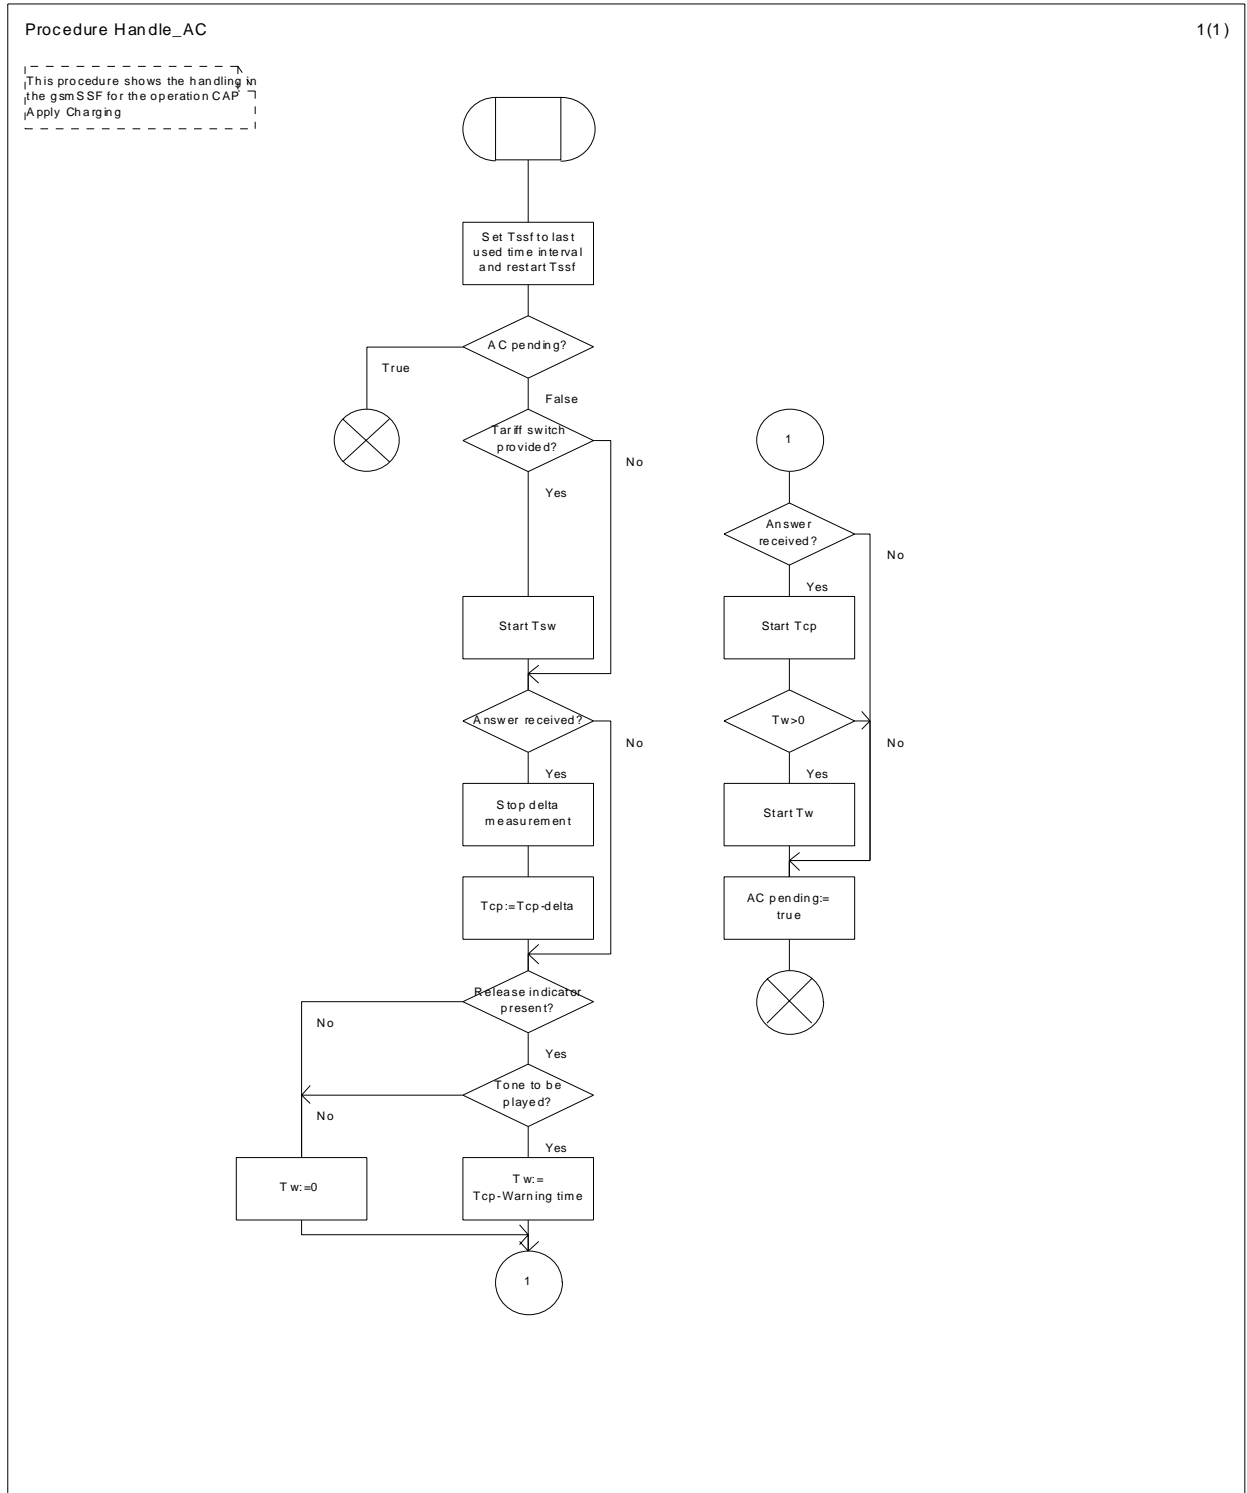 Procedure Handle_AC
1(1)
This procedure shows the handling in
the gsmSSF for the operation CAP
Apply Charging
Set Tssf to last
used time interval
and restart Tssf
AC pending?
True
False
Tariff switch
provided?
No
Yes
Start Tsw
Answer received?
No
Yes
Stop delta
measurement
Tcp:=Tcp-delta
Release indicator
present?
No
Yes
Tone to be
played?
No
Yes
Tw:=0
Tw:=
Tcp-Warning time
1
1
Answer
received?
No
Yes
Start Tcp
Tw>0
No
Yes
Start Tw
AC pending:=
true